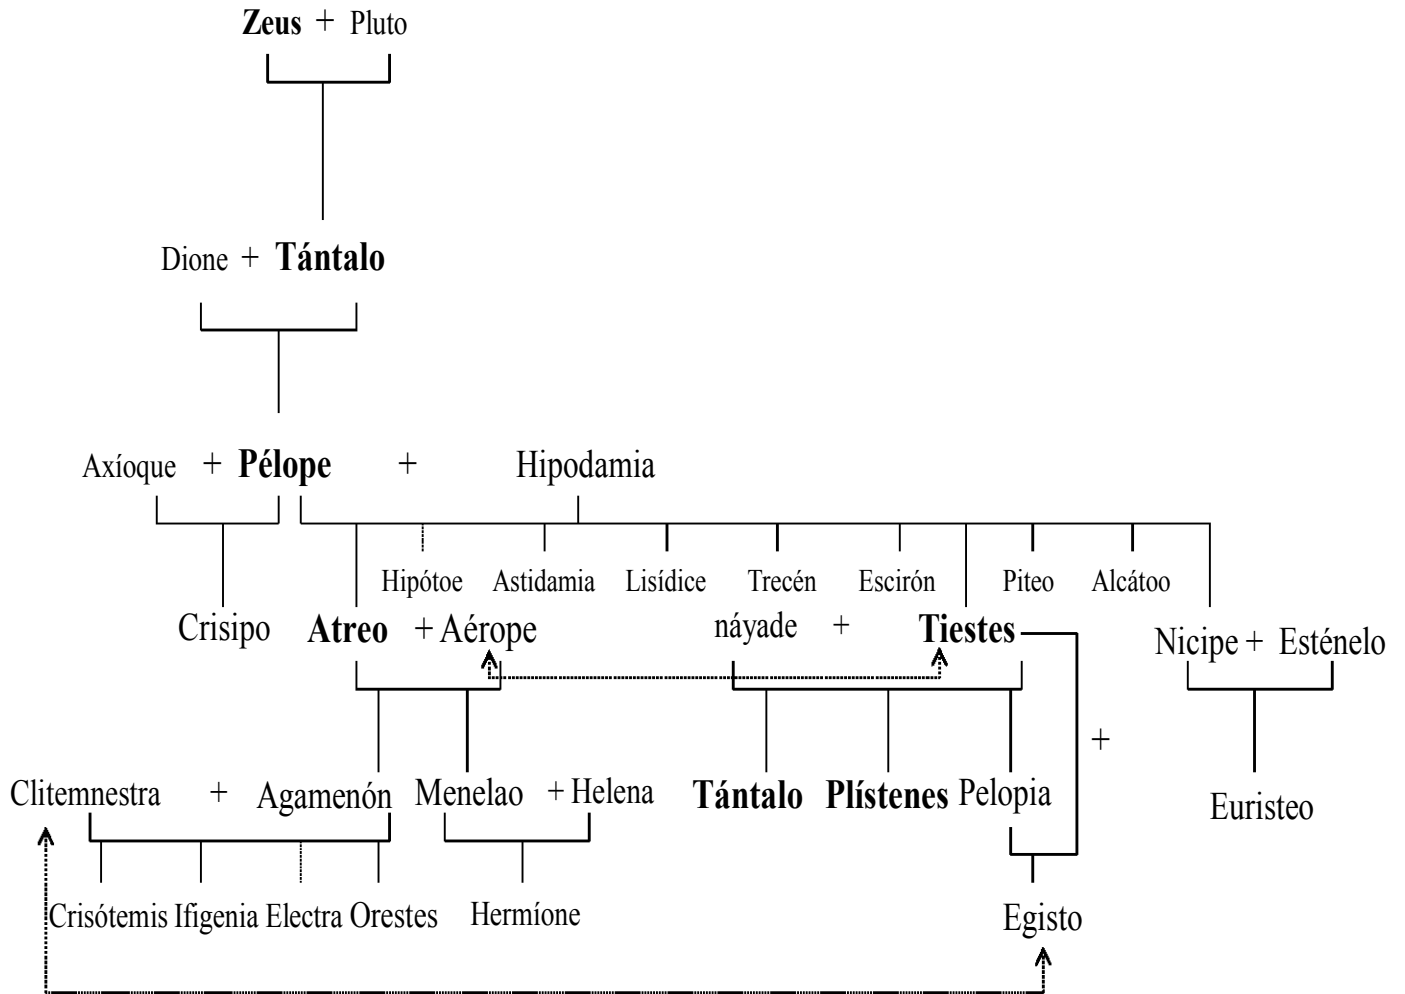 Zeus + Pluto
Dione + Tántalo
Axíoque + Pélope + Hipodamia
Hipótoe Astidamia Lisídice Trecén Escirón Piteo Alcátoo
Crisipo Atreo + Aérope náyade + Tiestes Nicipe + Esténelo
+
Clitemnestra + Agamenón Menelao + Helena Tántalo Plístenes Pelopia Euristeo
Crisótemis Ifigenia Electra Orestes Hermíone Egisto